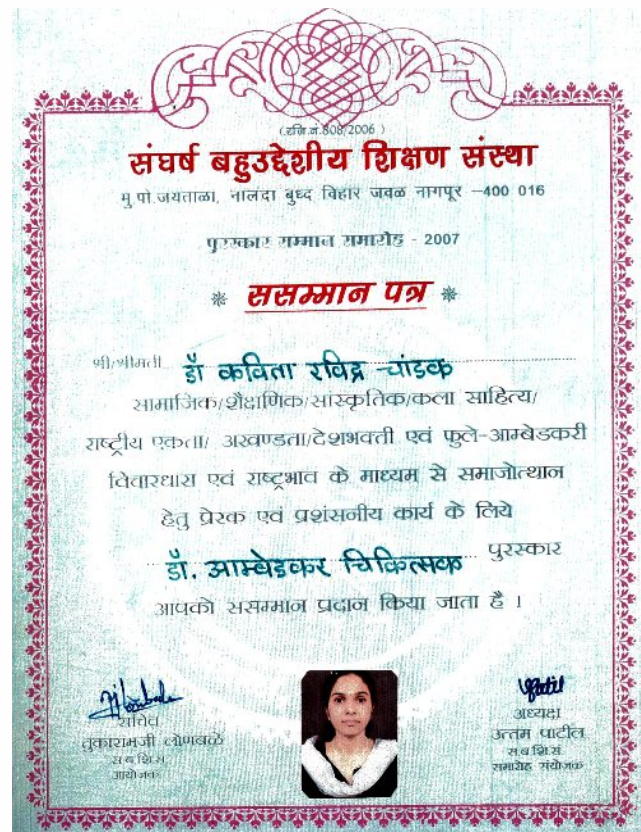 (रजि.न.808/2006 )
संघर्ष बहुउद्देशीय शिक्षण संस्था
मु.पो.जयताळा, नालंदा बुध्द विहार जवळ नागपूर –400 016
पुरस्कार सम्मान समारोह - 2007
ससम्मान पत्र
श्री/श्रीमती डॉ कविता रविंद्र चांडक
सामाजिक/शैक्षणिक/सांस्कृतिक/कला साहित्य/
राष्ट्रीय एकता/ अखण्डता/देशभक्ती एवं फुले-आम्बेडकरी
विचारधारा एवं राष्ट्रभाव के माध्यम से समाजोत्थान
हेतु प्रेरक एवं प्रशंसनीय कार्य के लिये
डॉ. आम्बेडकर चिकित्सक पुरस्कार
आपको ससम्मान प्रदान किया जाता है ।
सचिव
तुकारामजी लोणबळे
स.ब.शि.सं.
आयोजक
अध्यक्ष
उत्तम पाटील
स.ब.शि.सं.
समारोह संयोजक